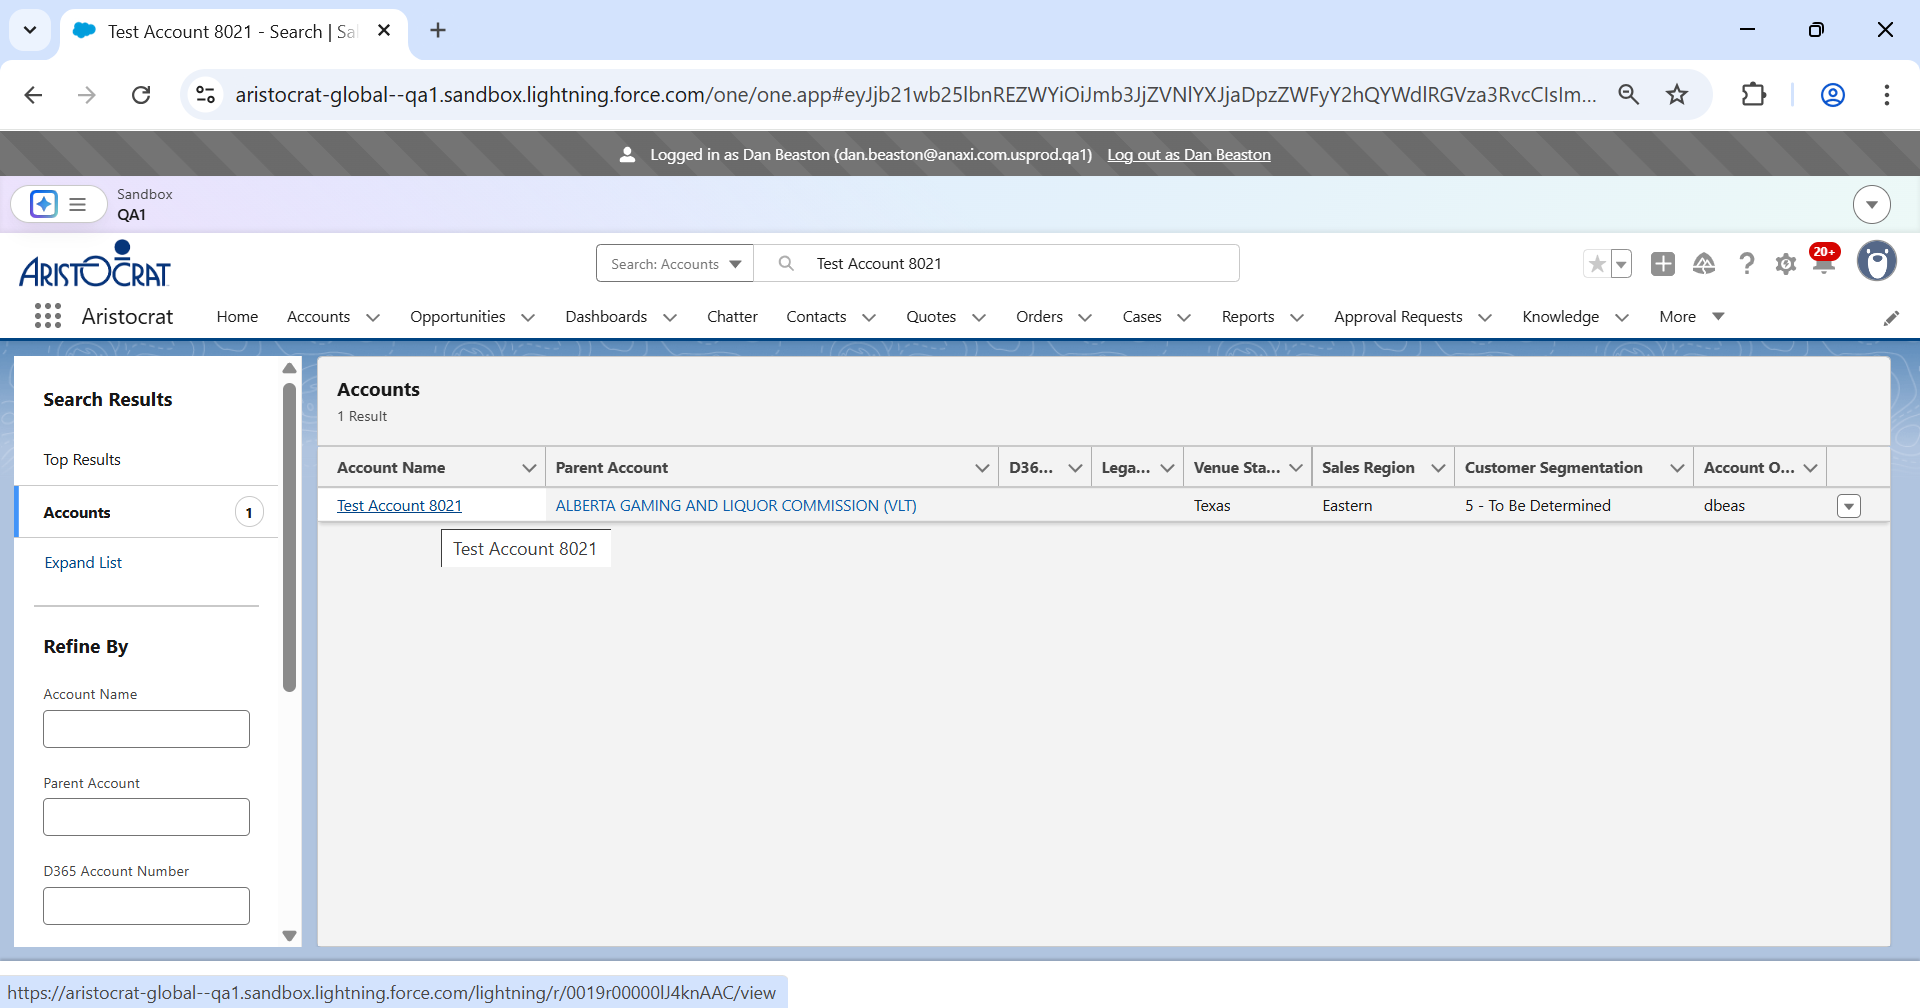 Test Account 8021 - Search | Sa
aristocrat-global--qa1.sandbox.lightning.force.com/one/one.app#eyJjb21wb25lbnREZWYiOiJmb3JjZVNlYXJjaDpzZWFyY2hQYWdlRGVza3RvcCIsIm...
Logged in as Dan Beaston (dan.beaston@anaxi.com.usprod.qa1) Log out as Dan Beaston
Sandbox
QA1
ARISTOCRAT
Search: Accounts
Test Account 8021
20+
Aristocrat
Home
Accounts
Opportunities
Dashboards
Chatter
Contacts
Quotes
Orders
Cases
Reports
Approval Requests
Knowledge
More
Search Results
Top Results
Accounts 1
Expand List
Refine By
Account Name
Parent Account
D365 Account Number
Accounts
1 Result
Account Name Parent Account D36... Lega... Venue Sta... Sales Region Customer Segmentation Account O...
Test Account 8021 ALBERTA GAMING AND LIQUOR COMMISSION (VLT) Texas Eastern 5 - To Be Determined dbeas
Test Account 8021
https://aristocrat-global--qa1.sandbox.lightning.force.com/lightning/r/0019r00000lJ4knAAC/view